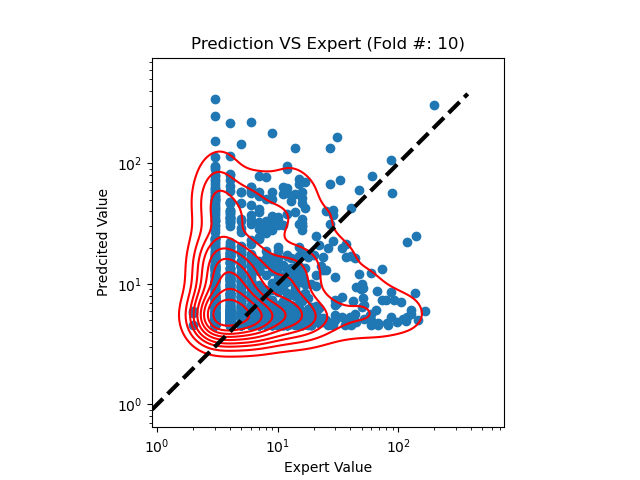 Prediction VS Expert (Fold #: 10)
Predcited Value
10²
10¹
10⁰
10⁰ 10¹ 10²
Expert Value